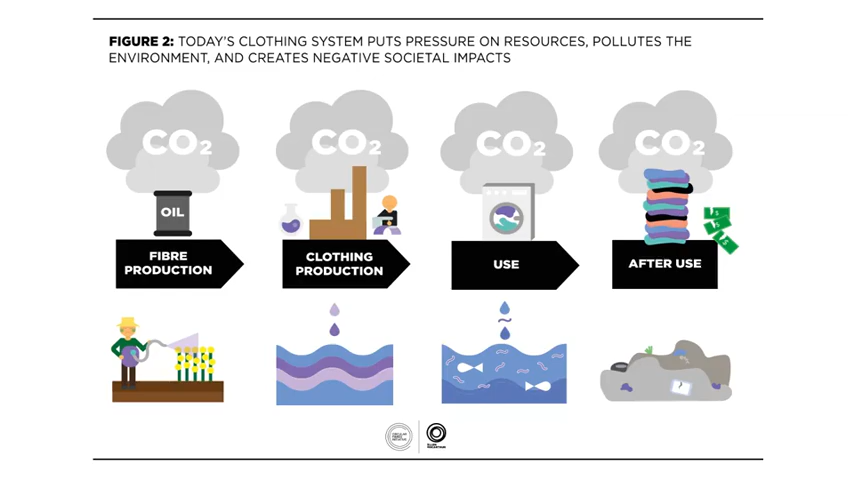 FIGURE 2: TODAY'S CLOTHING SYSTEM PUTS PRESSURE ON RESOURCES, POLLUTES THE
ENVIRONMENT, AND CREATES NEGATIVE SOCIETAL IMPACTS
CO2
CO2
CO2
CO2
OIL
FIBRE
PRODUCTION
CLOTHING
PRODUCTION
USE
AFTER USE